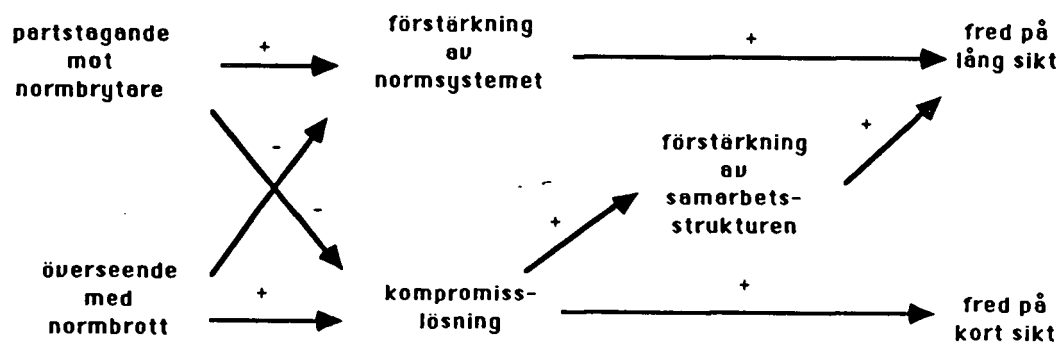 partstagande
mot
normbrytare
+
förstärkning
av
normsystemet
+
fred på
lång sikt
-
-
förstärkning
av
samarbets-
strukturen
+
+
överseende
med
normbrott
+
kompromiss-
lösning
+
fred på
kort sikt